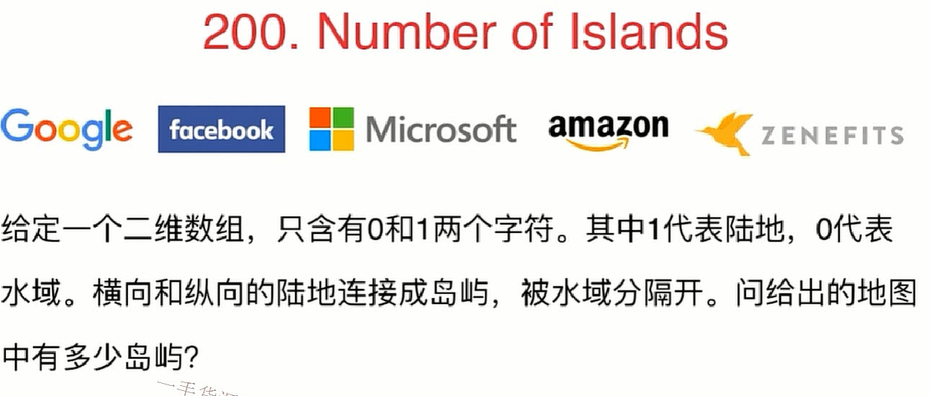 200. Number of Islands
Google facebook Microsoft amazon ZENEFITS
给定一个二维数组，只含有0和1两个字符。其中1代表陆地，0代表
水域。横向和纵向的陆地连接成岛屿，被水域分隔开。问给出的地图
中有多少岛屿？